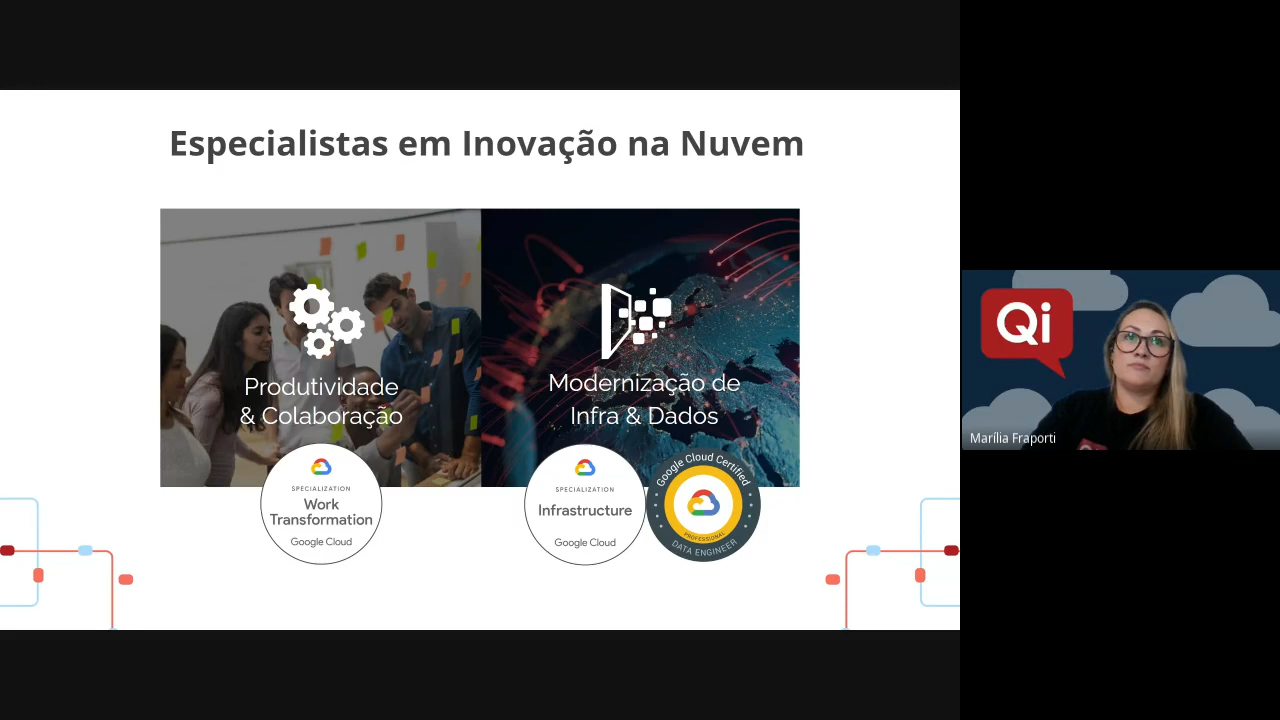 Especialistas em Inovação na Nuvem
Produtividade
& Colaboração
Modernização de
Infra & Dados
SPECIALIZATION
Work
Transformation
Google Cloud
SPECIALIZATION
Infrastructure
Google Cloud
Google Cloud Certified
PROFESSIONAL
DATA ENGINEER
Qi
Marília Fraporti